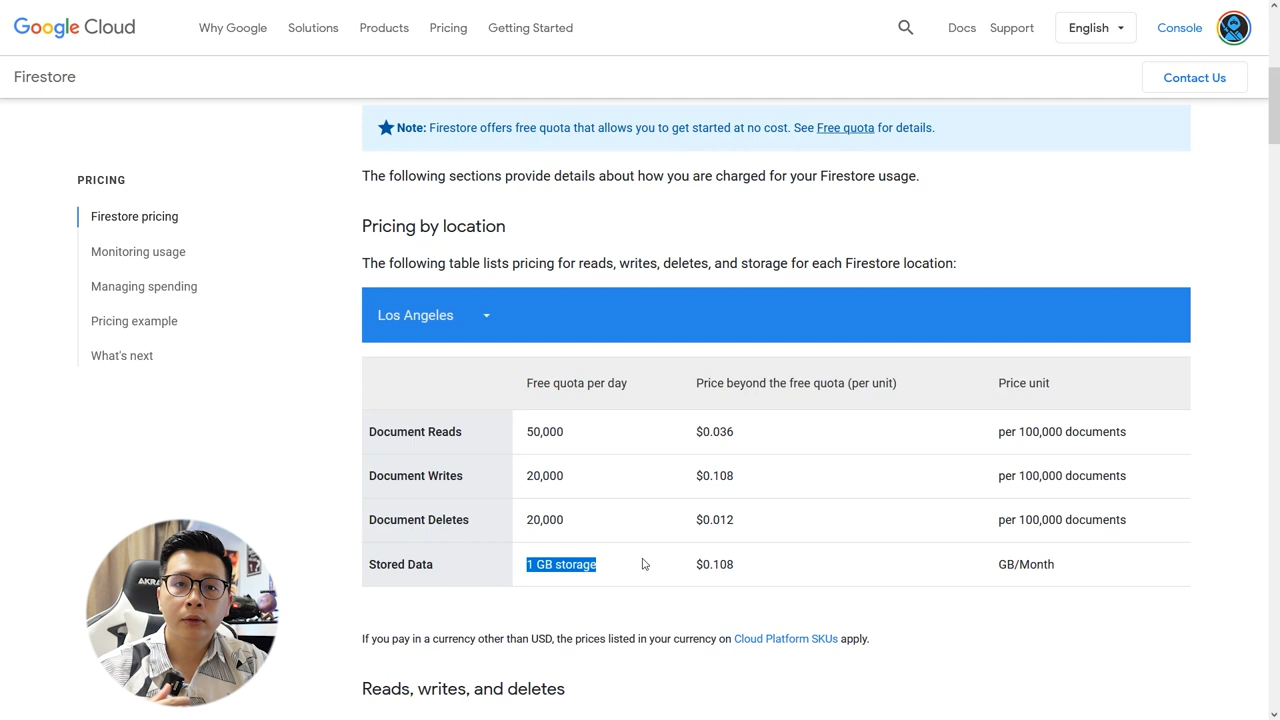 Google Cloud
Why Google
Solutions
Products
Pricing
Getting Started
Docs
Support
English
Console
Firestore
Contact Us
Note: Firestore offers free quota that allows you to get started at no cost. See Free quota for details.
PRICING
Firestore pricing
Monitoring usage
Managing spending
Pricing example
What's next
The following sections provide details about how you are charged for your Firestore usage.
Pricing by location
The following table lists pricing for reads, writes, deletes, and storage for each Firestore location:
Los Angeles
Free quota per day Price beyond the free quota (per unit) Price unit
Document Reads 50,000 $0.036 per 100,000 documents
Document Writes 20,000 $0.108 per 100,000 documents
Document Deletes 20,000 $0.012 per 100,000 documents
Stored Data 1 GB storage $0.108 GB/Month
If you pay in a currency other than USD, the prices listed in your currency on Cloud Platform SKUs apply.
Reads, writes, and deletes